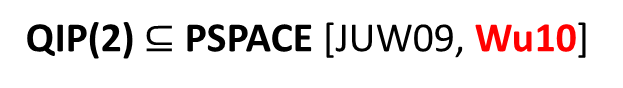 QIP(2) ⊆ PSPACE [JUW09, Wu10]